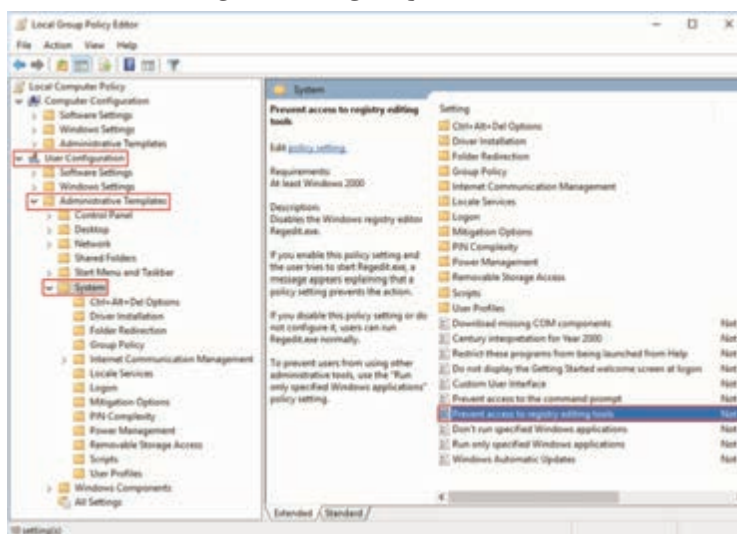 Local Group Policy Editor
File Action View Help
Local Computer Policy
Computer Configuration
Software Settings
Windows Settings
Administrative Templates
User Configuration
Software Settings
Windows Settings
Administrative Templates
Control Panel
Desktop
Network
Shared Folders
Start Menu and Taskbar
System
Ctrl+Alt+Del Options
Driver Installation
Folder Redirection
Group Policy
Internet Communication Management
Locale Services
Logon
Mitigation Options
PIN Complexity
Power Management
Removable Storage Access
Scripts
User Profiles
Windows Components
All Settings
System
Prevent access to registry editing
tools
Edit policy setting.
Requirements:
At least Windows 2000
Description:
Disables the Windows registry editor
Regedit.exe.
If you enable this policy setting and
the user tries to start Regedit.exe, a
message appears explaining that a
policy setting prevents the action.
If you disable this policy setting or do
not configure it, users can run
Regedit.exe normally.
To prevent users from using other
administrative tools, use the "Run
only specified Windows applications"
policy setting.
Setting
Ctrl+Alt+Del Options
Driver Installation
Folder Redirection
Group Policy
Internet Communication Management
Locale Services
Logon
Mitigation Options
PIN Complexity
Power Management
Removable Storage Access
Scripts
User Profiles
Download missing COM components Not
Century interpretation for Year 2000 Not
Restrict these programs from being launched from Help Not
Do not display the Getting Started welcome screen at logon Not
Custom User Interface Not
Prevent access to the command prompt Not
Prevent access to registry editing tools Not
Don't run specified Windows applications Not
Run only specified Windows applications Not
Windows Automatic Updates Not
Extended Standard
10 setting(s)